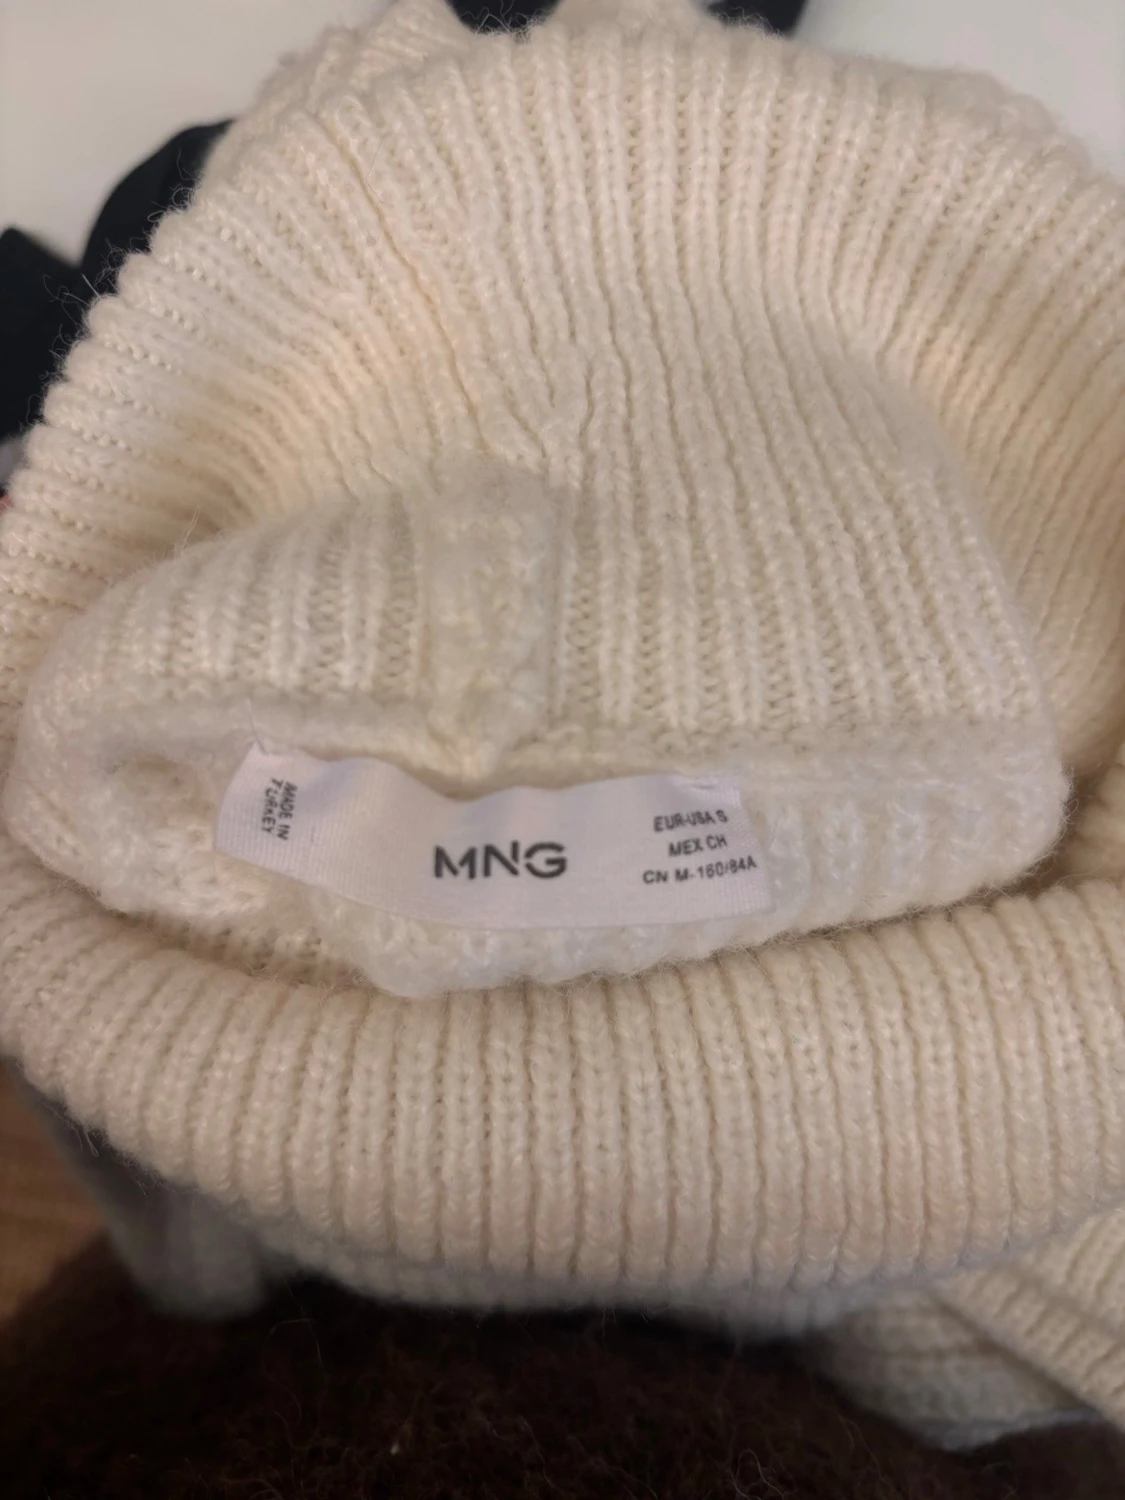 MADE IN
TURKEY
MNG
EUR-USA S
MEX CH
CN M-160/84A